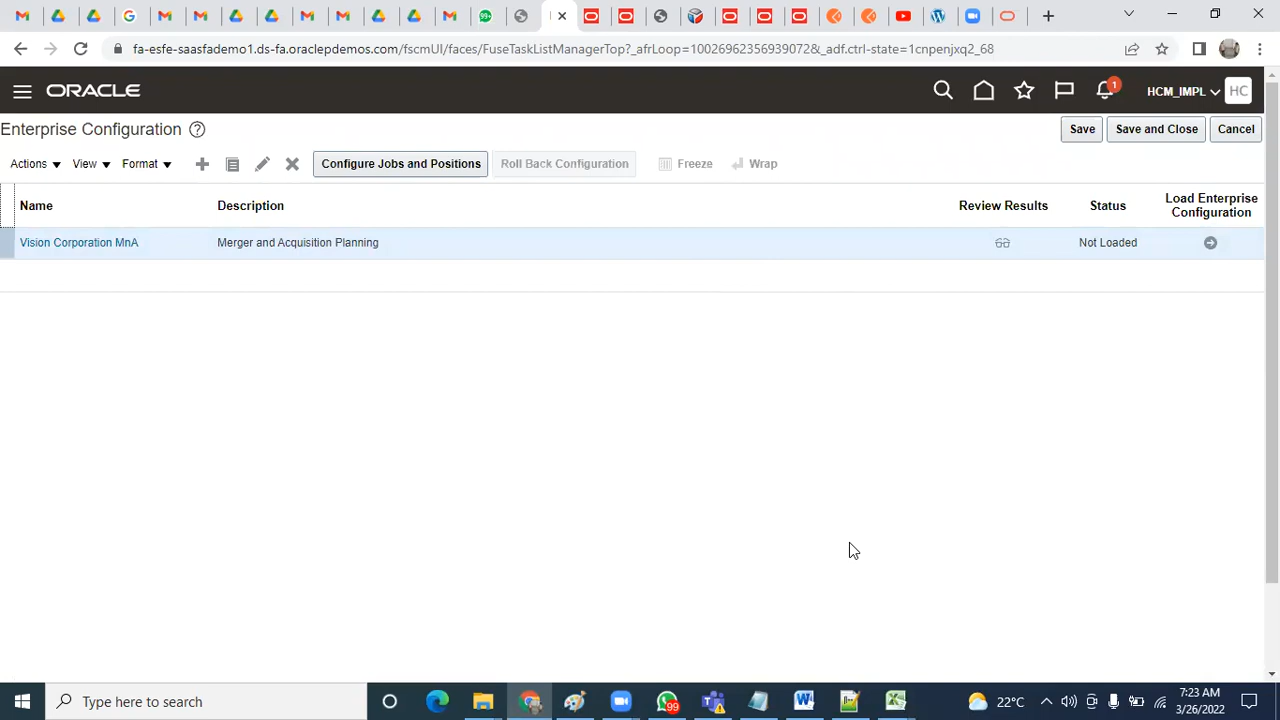 99+
fa-esfe-saasfademo1.ds-fa.oraclepdemos.com/fscmUI/faces/FuseTaskListManagerTop?_afrLoop=10026962356939072&_adf.ctrl-state=1cnpenjxq2_68
ORACLE
1
HCM_IMPL
HC
Enterprise Configuration
Save
Save and Close
Cancel
Actions
View
Format
Configure Jobs and Positions
Roll Back Configuration
Freeze
Wrap
Name
Description
Review Results
Status
Load Enterprise
Configuration
Vision Corporation MnA
Merger and Acquisition Planning
Not Loaded
Type here to search
99
22°C
7:23 AM
3/26/2022